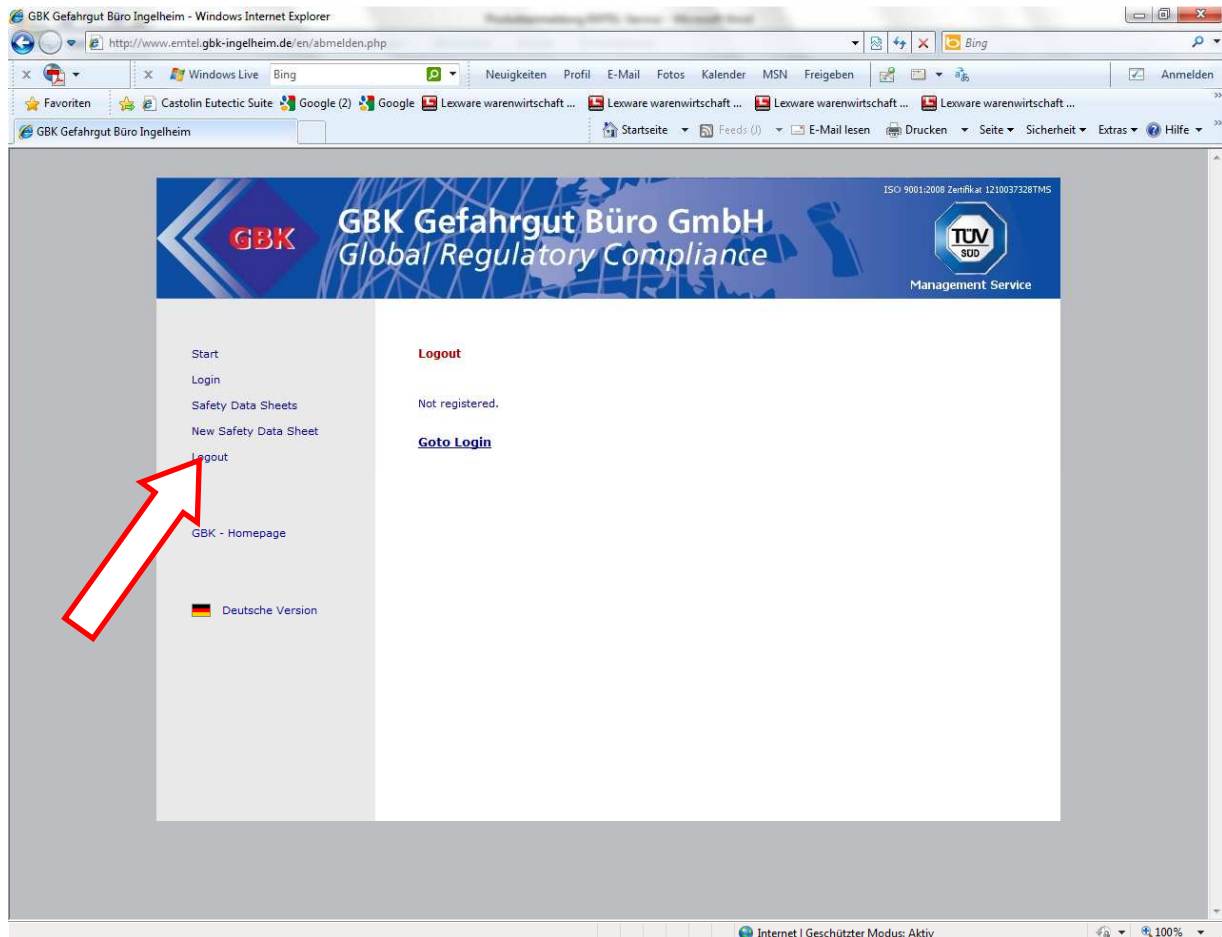 GBK Gefahrgut Büro Ingelheim - Windows Internet Explorer
http://www.emtel.gbk-ingelheim.de/en/abmelden.php
Bing
x
x Windows Live Bing Neuigkeiten Profil E-Mail Fotos Kalender MSN Freigeben Anmelden
Favoriten Castolin Eutectic Suite Google (2) Google Lexware warenwirtschaft ... Lexware warenwirtschaft ... Lexware warenwirtschaft ... Lexware warenwirtschaft ...
GBK Gefahrgut Büro Ingelheim Startseite Feeds (J) E-Mail lesen Drucken Seite Sicherheit Extras Hilfe
ISO 9001:2008 Zertifikat 1210037328TMS
GBK
GBK Gefahrgut Büro GmbH
Global Regulatory Compliance
TÜV
SÜD
Management Service
Start
Login
Safety Data Sheets
New Safety Data Sheet
Logout
GBK - Homepage
Deutsche Version
Logout
Not registered.
Goto Login
Internet | Geschützter Modus: Aktiv 100%